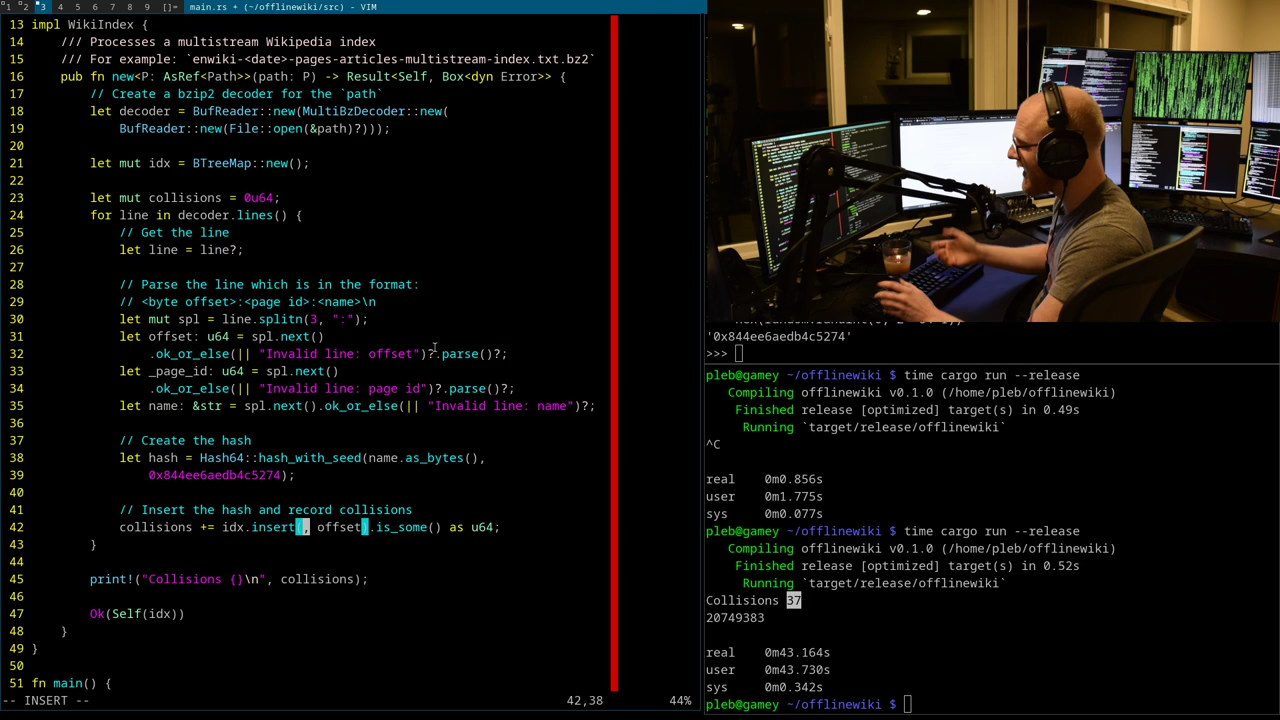 1 2 3 4 5 6 7 8 9 []= main.rs + (~/offlinewiki/src) - VIM
13 impl WikiIndex {
14 /// Processes a multistream Wikipedia index
15 /// For example: `enwiki-<date>-pages-articles-multistream-index.txt.bz2`
16 pub fn new<P: AsRef<Path>>(path: P) -> Result<Self, Box<dyn Error>> {
17 // Create a bzip2 decoder for the `path`
18 let decoder = BufReader::new(MultiBzDecoder::new(
19 BufReader::new(File::open(&path)?)));
20
21 let mut idx = BTreeMap::new();
22
23 let mut collisions = 0u64;
24 for line in decoder.lines() {
25 // Get the line
26 let line = line?;
27
28 // Parse the line which is in the format:
29 // <byte offset>:<page id>:<name>\n
30 let mut spl = line.splitn(3, ":");
31 let offset: u64 = spl.next()
32 .ok_or_else(|| "Invalid line: offset")?.parse()?;
33 let _page_id: u64 = spl.next()
34 .ok_or_else(|| "Invalid line: page id")?.parse()?;
35 let name: &str = spl.next().ok_or_else(|| "Invalid line: name")?;
36
37 // Create the hash
38 let hash = Hash64::hash_with_seed(name.as_bytes(),
39 0x844ee6aedb4c5274);
40
41 // Insert the hash and record collisions
42 collisions += idx.insert(, offset).is_some() as u64;
43 }
44
45 print!("Collisions {}\n", collisions);
46
47 Ok(Self(idx))
48 }
49 }
50
51 fn main() {
-- INSERT -- 42,38 44%
'0x844ee6aedb4c5274'
>>>
pleb@gamey ~/offlinewiki $ time cargo run --release
Compiling offlinewiki v0.1.0 (/home/pleb/offlinewiki)
Finished release [optimized] target(s) in 0.49s
Running `target/release/offlinewiki`
^C
real 0m0.856s
user 0m1.775s
sys 0m0.077s
pleb@gamey ~/offlinewiki $ time cargo run --release
Compiling offlinewiki v0.1.0 (/home/pleb/offlinewiki)
Finished release [optimized] target(s) in 0.52s
Running `target/release/offlinewiki`
Collisions 37
20749383
real 0m43.164s
user 0m43.730s
sys 0m0.342s
pleb@gamey ~/offlinewiki $